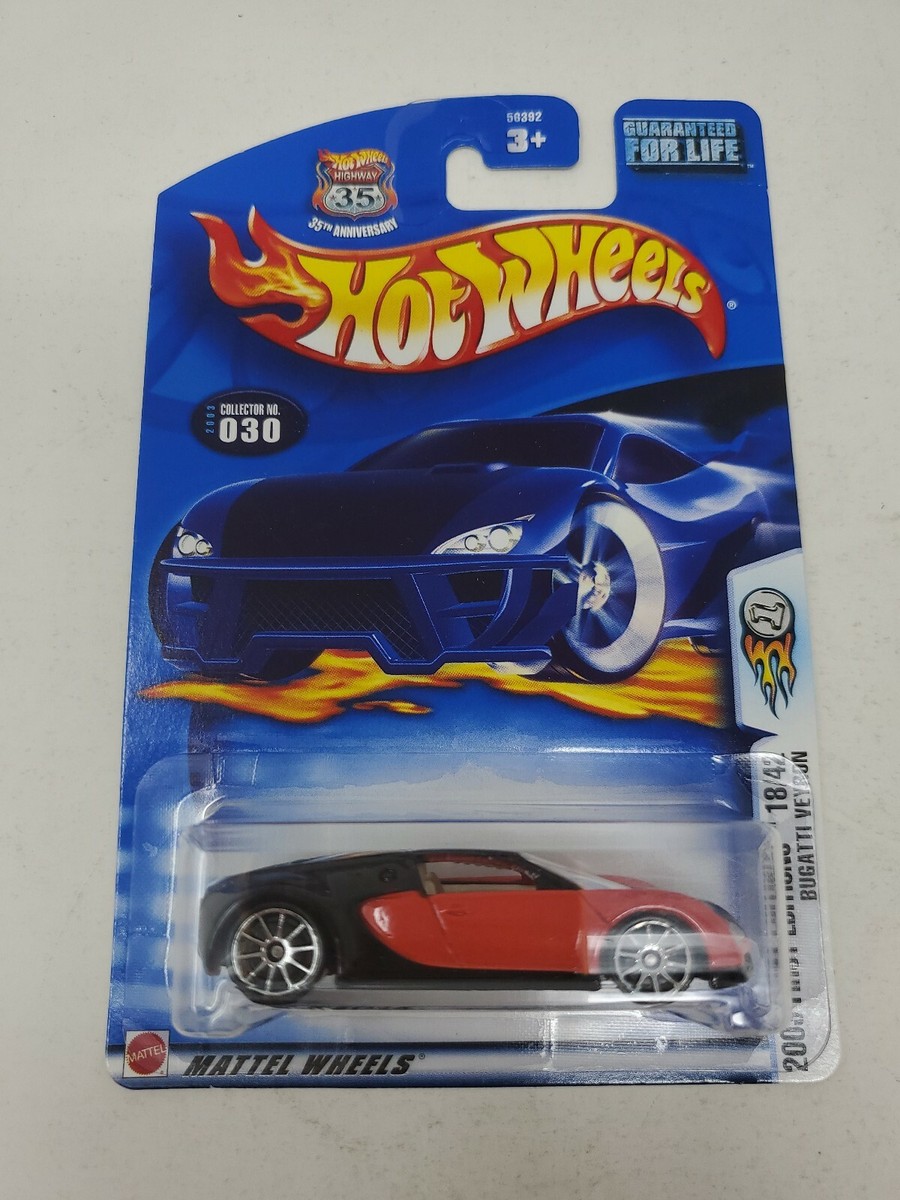 56392
3+
GUARANTEED
FOR LIFE
HOT WHEELS
HIGHWAY
35
35TH ANNIVERSARY
HOT WHEELS®
2003
COLLECTOR NO.
030
18/42
BUGATTI VEYRON
MATTEL
MATTEL WHEELS®